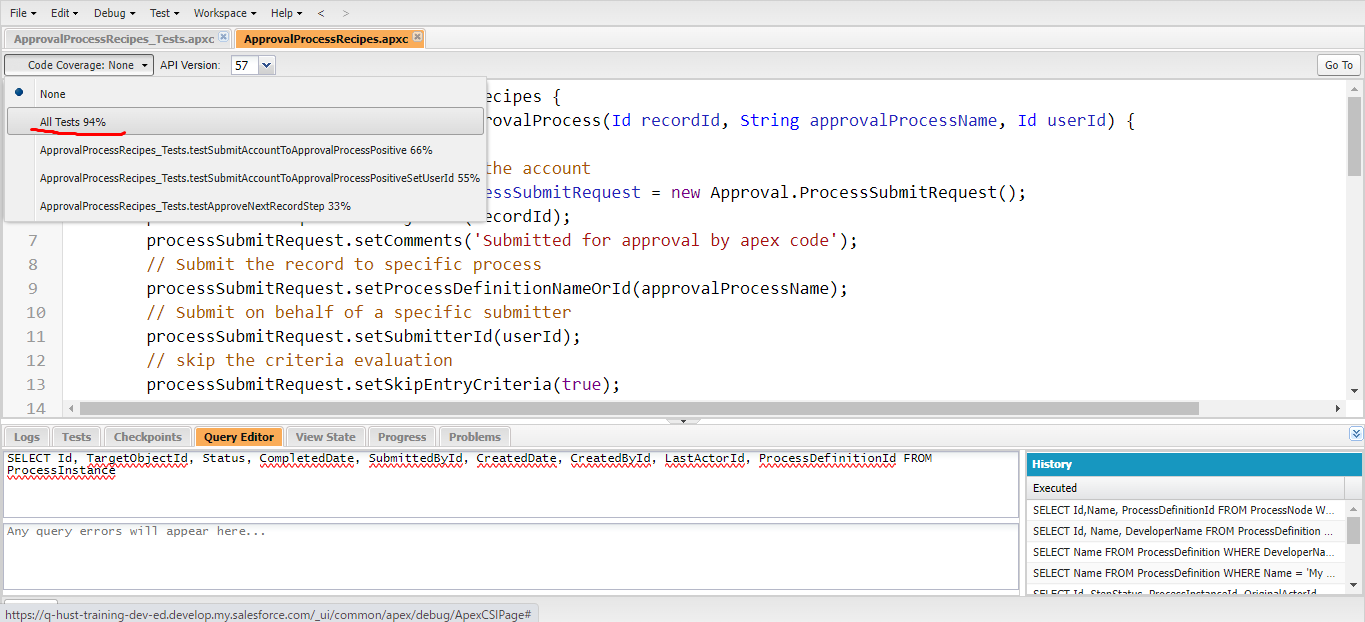 File Edit Debug Test Workspace Help < >
ApprovalProcessRecipes_Tests.apxc ApprovalProcessRecipes.apxc
Code Coverage: None API Version: 57 Go To
None
ecipes {
All Tests 94%
rovalProcess(Id recordId, String approvalProcessName, Id userId) {
ApprovalProcessRecipes_Tests.testSubmitAccountToApprovalProcessPositive 66%
the account
ApprovalProcessRecipes_Tests.testSubmitAccountToApprovalProcessPositiveSetUserId 55%
essSubmitRequest = new Approval.ProcessSubmitRequest();
ApprovalProcessRecipes_Tests.testApproveNextRecordStep 33%
ecordId);
7 processSubmitRequest.setComments('Submitted for approval by apex code');
8 // Submit the record to specific process
9 processSubmitRequest.setProcessDefinitionNameOrId(approvalProcessName);
10 // Submit on behalf of a specific submitter
11 processSubmitRequest.setSubmitterId(userId);
12 // skip the criteria evaluation
13 processSubmitRequest.setSkipEntryCriteria(true);
14
Logs Tests Checkpoints Query Editor View State Progress Problems
SELECT Id, TargetObjectId, Status, CompletedDate, SubmittedById, CreatedDate, CreatedById, LastActorId, ProcessDefinitionId FROM
ProcessInstance
Any query errors will appear here...
History
Executed
SELECT Id,Name, ProcessDefinitionId FROM ProcessNode W...
SELECT Id, Name, DeveloperName FROM ProcessDefinition ...
SELECT Name FROM ProcessDefinition WHERE DeveloperNa...
SELECT Name FROM ProcessDefinition WHERE Name = 'My ...
SELECT Id, StepStatus, ProcessInstanceId, OriginalActorId,
https://q-hust-training-dev-ed.develop.my.salesforce.com/_ui/common/apex/debug/ApexCSIPage#